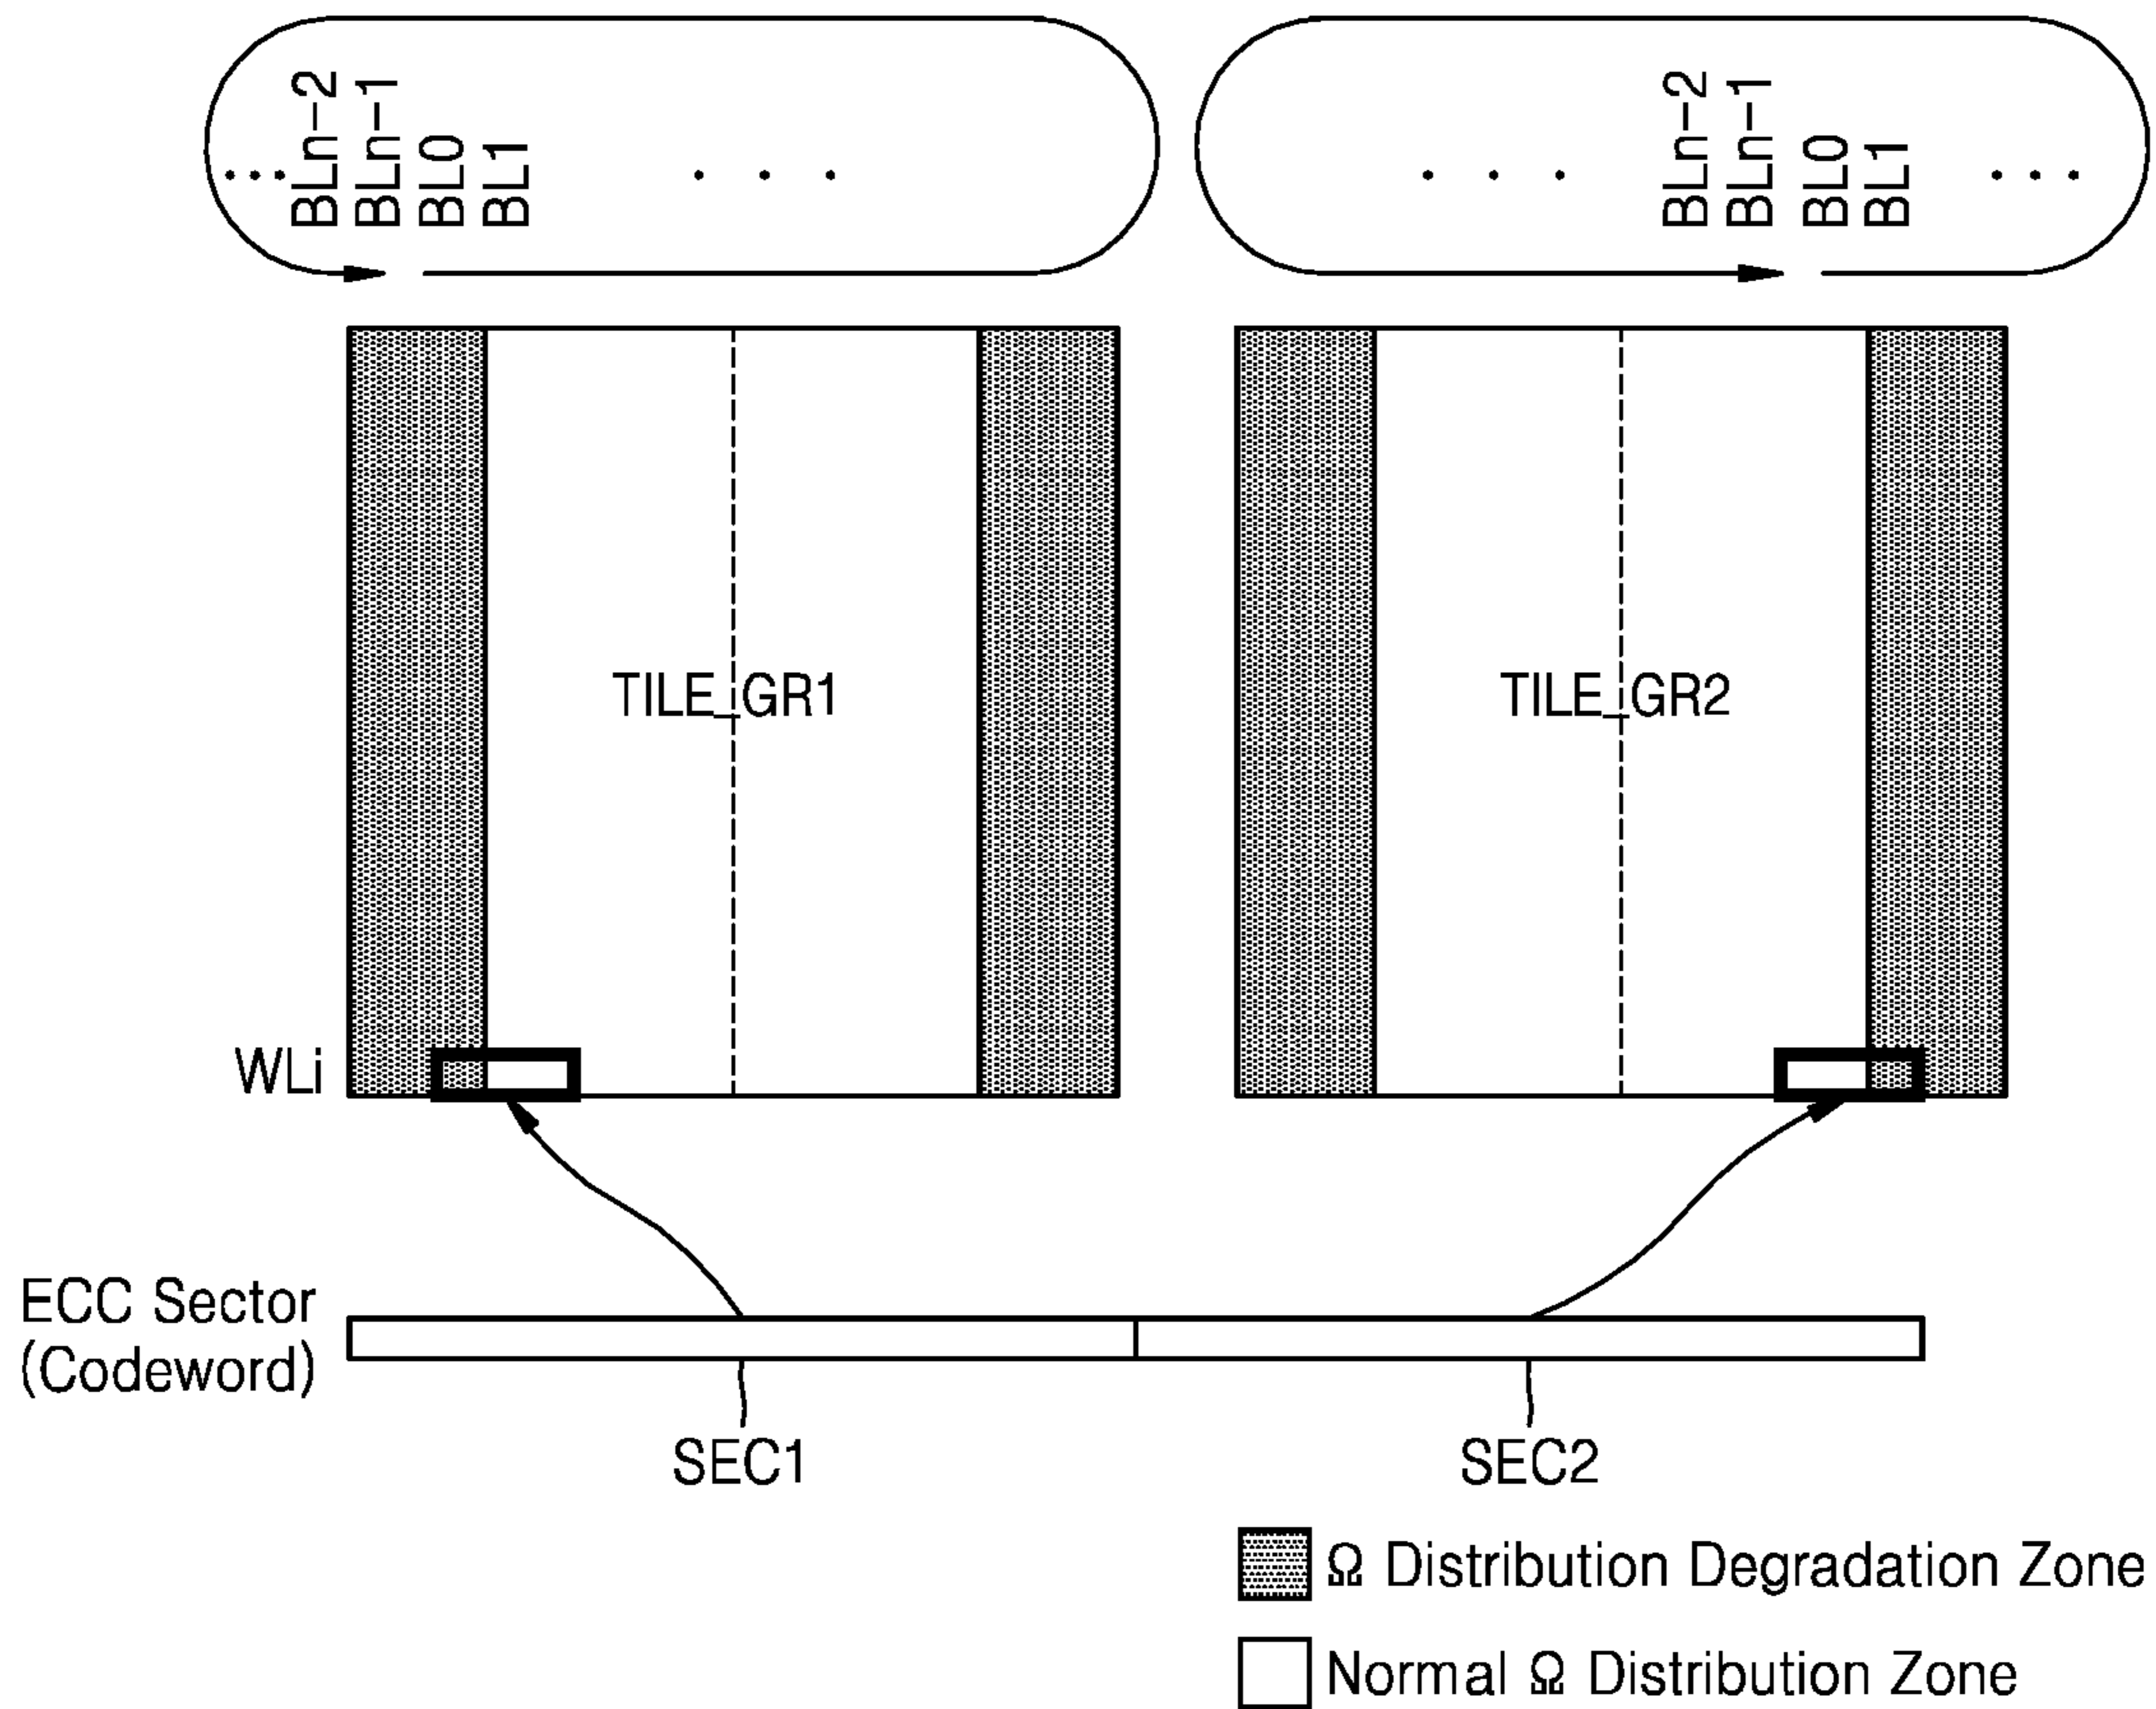 BLn-2
BLn-1
BL0
BL1
. . .
. . .
BLn-2
BLn-1
BL0
BL1
. . .
. . .
TILE_GR1
TILE_GR2
WLi
ECC Sector
(Codeword)
SEC1
SEC2
Ω Distribution Degradation Zone
Normal Ω Distribution Zone